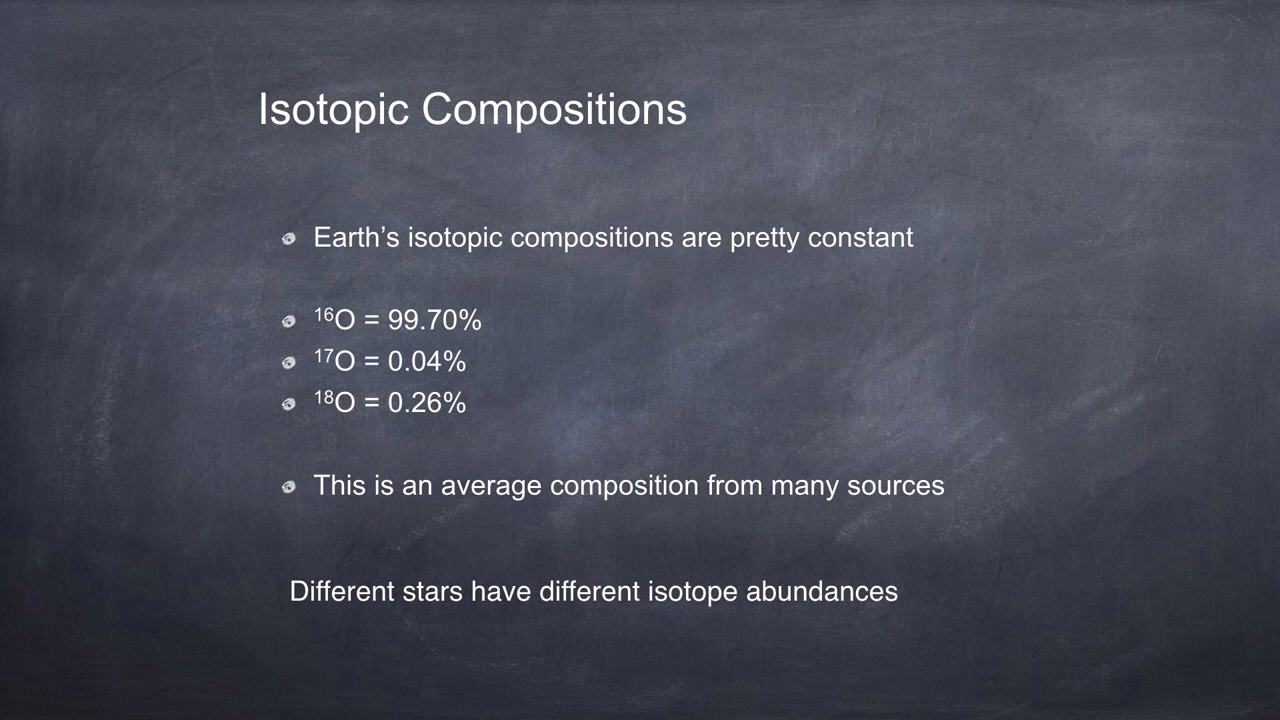 Isotopic Compositions
Earth’s isotopic compositions are pretty constant
¹⁶O = 99.70%
¹⁷O = 0.04%
¹⁸O = 0.26%
This is an average composition from many sources
Different stars have different isotope abundances